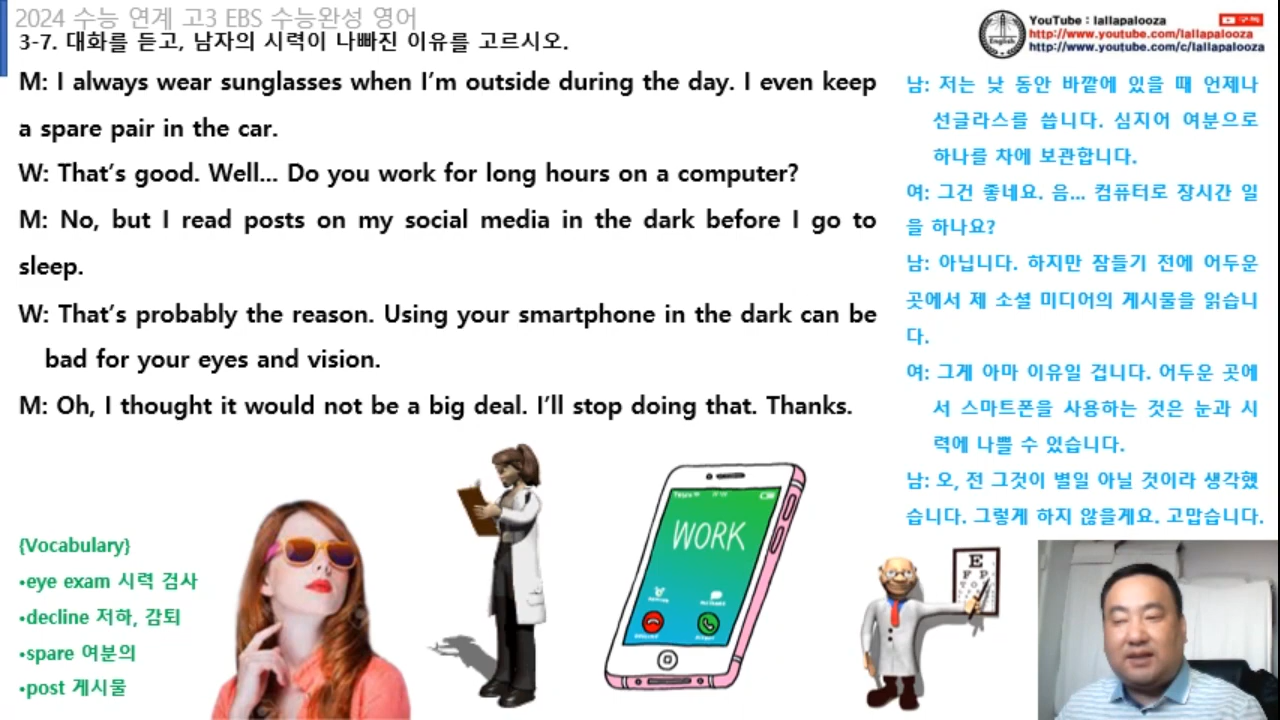 2024 수능 연계 고3 EBS 수능완성 영어
3-7. 대화를 듣고, 남자의 시력이 나빠진 이유를 고르시오.
YouTube : lallapalooza
구독
http://www.youtube.com/lallapalooza
http://www.youtube.com/c/lallapalooza
English
M: I always wear sunglasses when I'm outside during the day. I even keep
a spare pair in the car.
W: That's good. Well... Do you work for long hours on a computer?
M: No, but I read posts on my social media in the dark before I go to
sleep.
W: That's probably the reason. Using your smartphone in the dark can be
bad for your eyes and vision.
M: Oh, I thought it would not be a big deal. I'll stop doing that. Thanks.
남: 저는 낮 동안 바깥에 있을 때 언제나
선글라스를 씁니다. 심지어 여분으로
하나를 차에 보관합니다.
여: 그건 좋네요. 음... 컴퓨터로 장시간 일
을 하나요?
남: 아닙니다. 하지만 잠들기 전에 어두운
곳에서 제 소셜 미디어의 게시물을 읽습니
다.
여: 그게 아마 이유일 겁니다. 어두운 곳에
서 스마트폰을 사용하는 것은 눈과 시
력에 나쁠 수 있습니다.
남: 오, 전 그것이 별일 아닐 것이라 생각했
습니다. 그렇게 하지 않을게요. 고맙습니다.
{Vocabulary}
•eye exam 시력 검사
•decline 저하, 감퇴
•spare 여분의
•post 게시물
WORK
E
F P